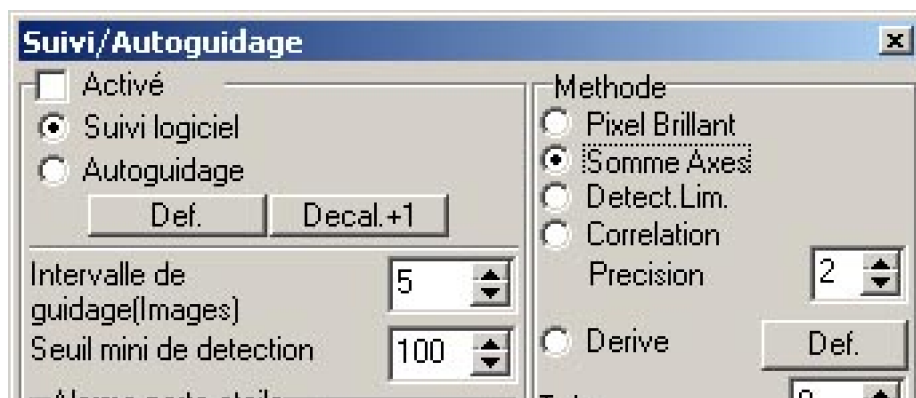 Suivi/Autoguidage
Activé
Suivi logiciel
Autoguidage
Def. Decal.+1
Intervalle de
guidage(Images)
5
Seuil mini de detection
100
Methode
Pixel Brillant
Somme Axes
Detect.Lim.
Correlation
Precision 2
Derive Def.